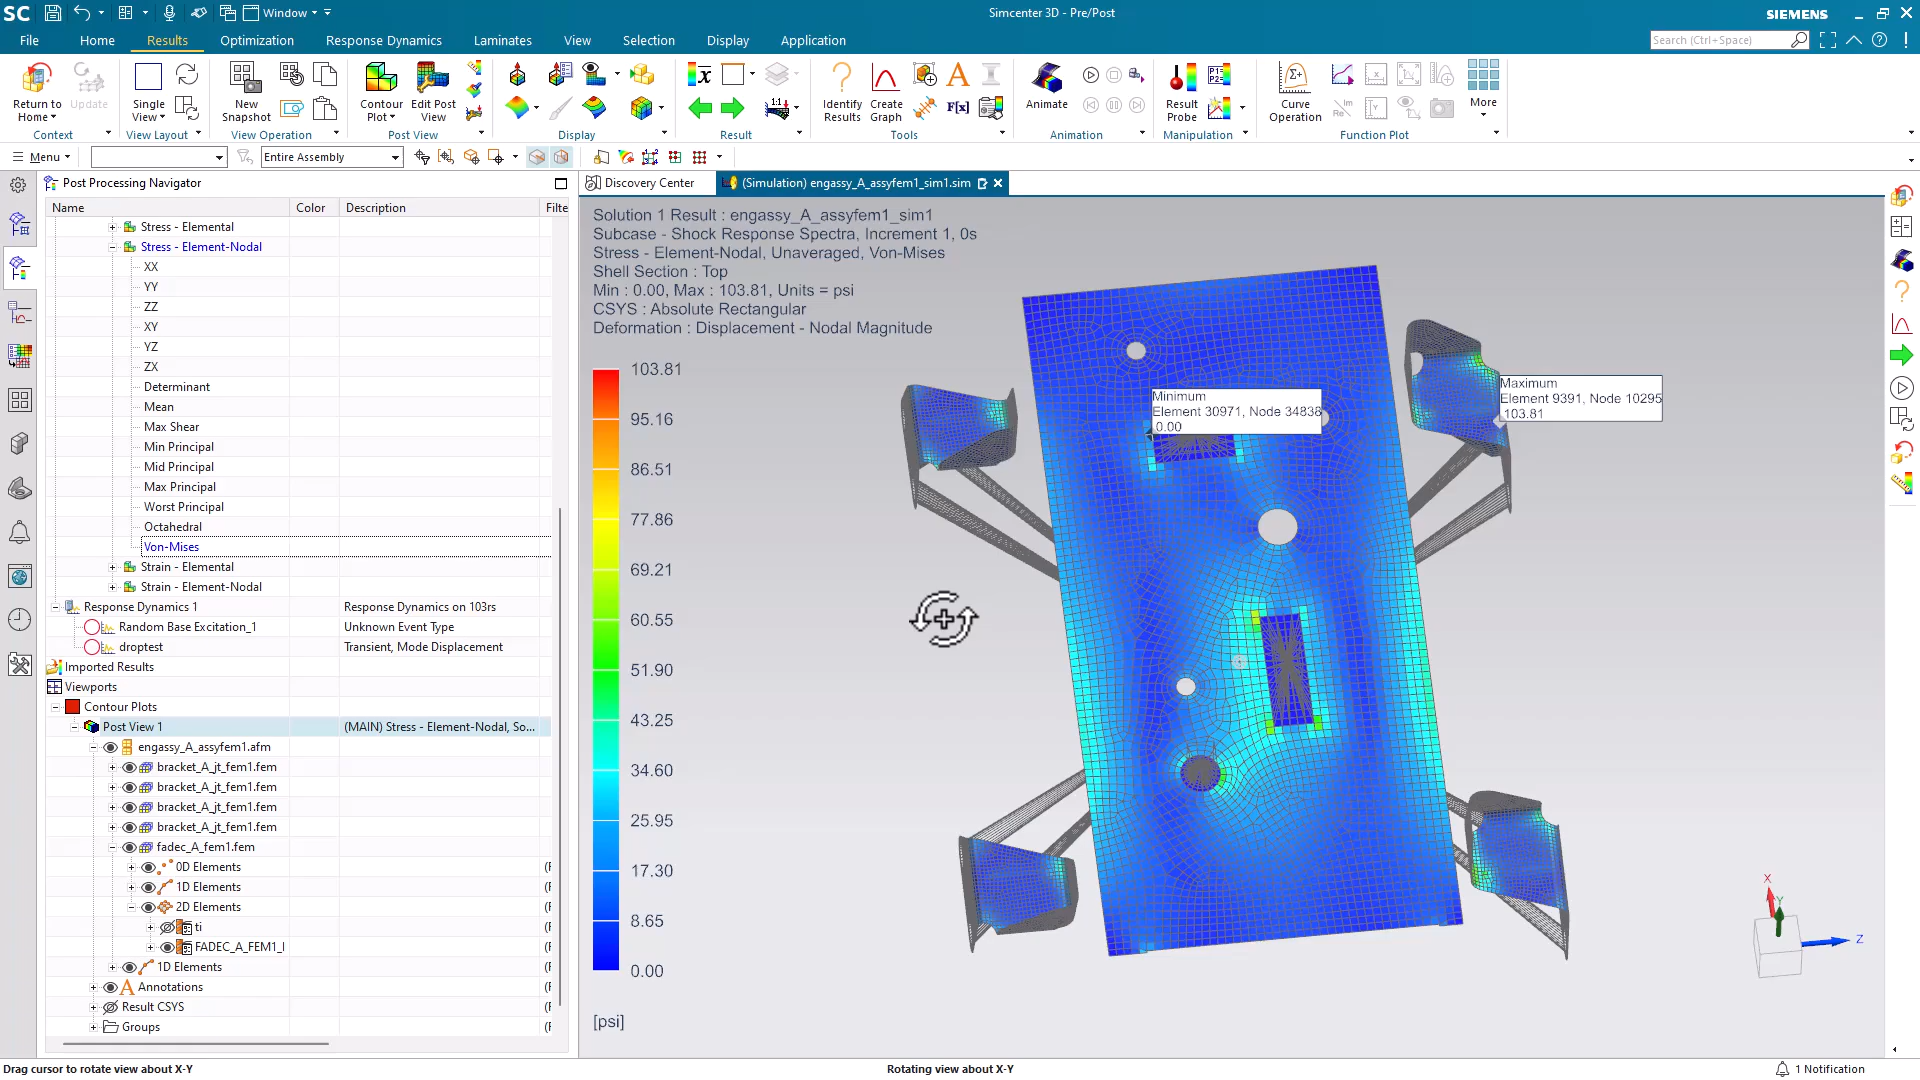 SC
Window
Simcenter 3D - Pre/Post
SIEMENS
File
Home
Results
Optimization
Response Dynamics
Laminates
View
Selection
Display
Application
Search (Ctrl+Space)
Return to Home
Update
Single View
New Snapshot
Contour Plot
Edit Post View
1:1
Identify Results
Create Graph
F[x]
Animate
Result Probe
Curve Operation
More
Context
View Layout
View Operation
Post View
Display
Result
Tools
Animation
Manipulation
Function Plot
Menu
Entire Assembly
Post Processing Navigator
Discovery Center
(Simulation) engassy_A_assyfem1_sim1.sim
Name
Color
Description
Filte
Stress - Elemental
Stress - Element-Nodal
XX
YY
ZZ
XY
YZ
ZX
Determinant
Mean
Max Shear
Min Principal
Mid Principal
Max Principal
Worst Principal
Octahedral
Von-Mises
Strain - Elemental
Strain - Element-Nodal
Response Dynamics 1 Response Dynamics on 103rs
Random Base Excitation_1 Unknown Event Type
droptest Transient, Mode Displacement
Imported Results
Viewports
Contour Plots
Post View 1 (MAIN) Stress - Element-Nodal, So...
engassy_A_assyfem1.afm
bracket_A_jt_fem1.fem
bracket_A_jt_fem1.fem
bracket_A_jt_fem1.fem
bracket_A_jt_fem1.fem
fadec_A_fem1.fem
0D Elements
1D Elements
2D Elements
ti
FADEC_A_FEM1_I
1D Elements
Annotations
Result CSYS
Groups
Solution 1 Result : engassy_A_assyfem1_sim1
Subcase - Shock Response Spectra, Increment 1, 0s
Stress - Element-Nodal, Unaveraged, Von-Mises
Shell Section : Top
Min : 0.00, Max : 103.81, Units = psi
CSYS : Absolute Rectangular
Deformation : Displacement - Nodal Magnitude
103.81
95.16
86.51
77.86
69.21
60.55
51.90
43.25
34.60
25.95
17.30
8.65
0.00
[psi]
Minimum
Element 30971, Node 34838
0.00
Maximum
Element 9391, Node 10295
103.81
X
Y
Z
Drag cursor to rotate view about X-Y
Rotating view about X-Y
1 Notification